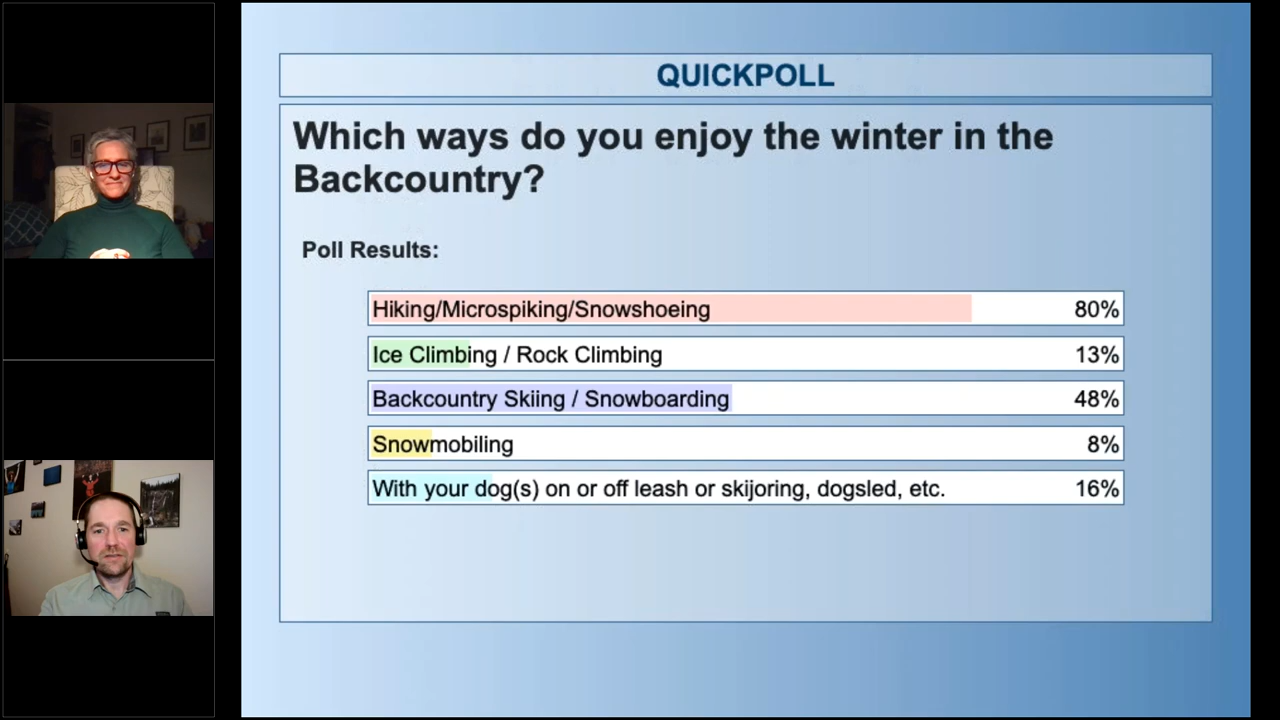 QUICKPOLL
Which ways do you enjoy the winter in the
Backcountry?
Poll Results:
Hiking/Microspiking/Snowshoeing 80%
Ice Climbing / Rock Climbing 13%
Backcountry Skiing / Snowboarding 48%
Snowmobiling 8%
With your dog(s) on or off leash or skijoring, dogsled, etc. 16%